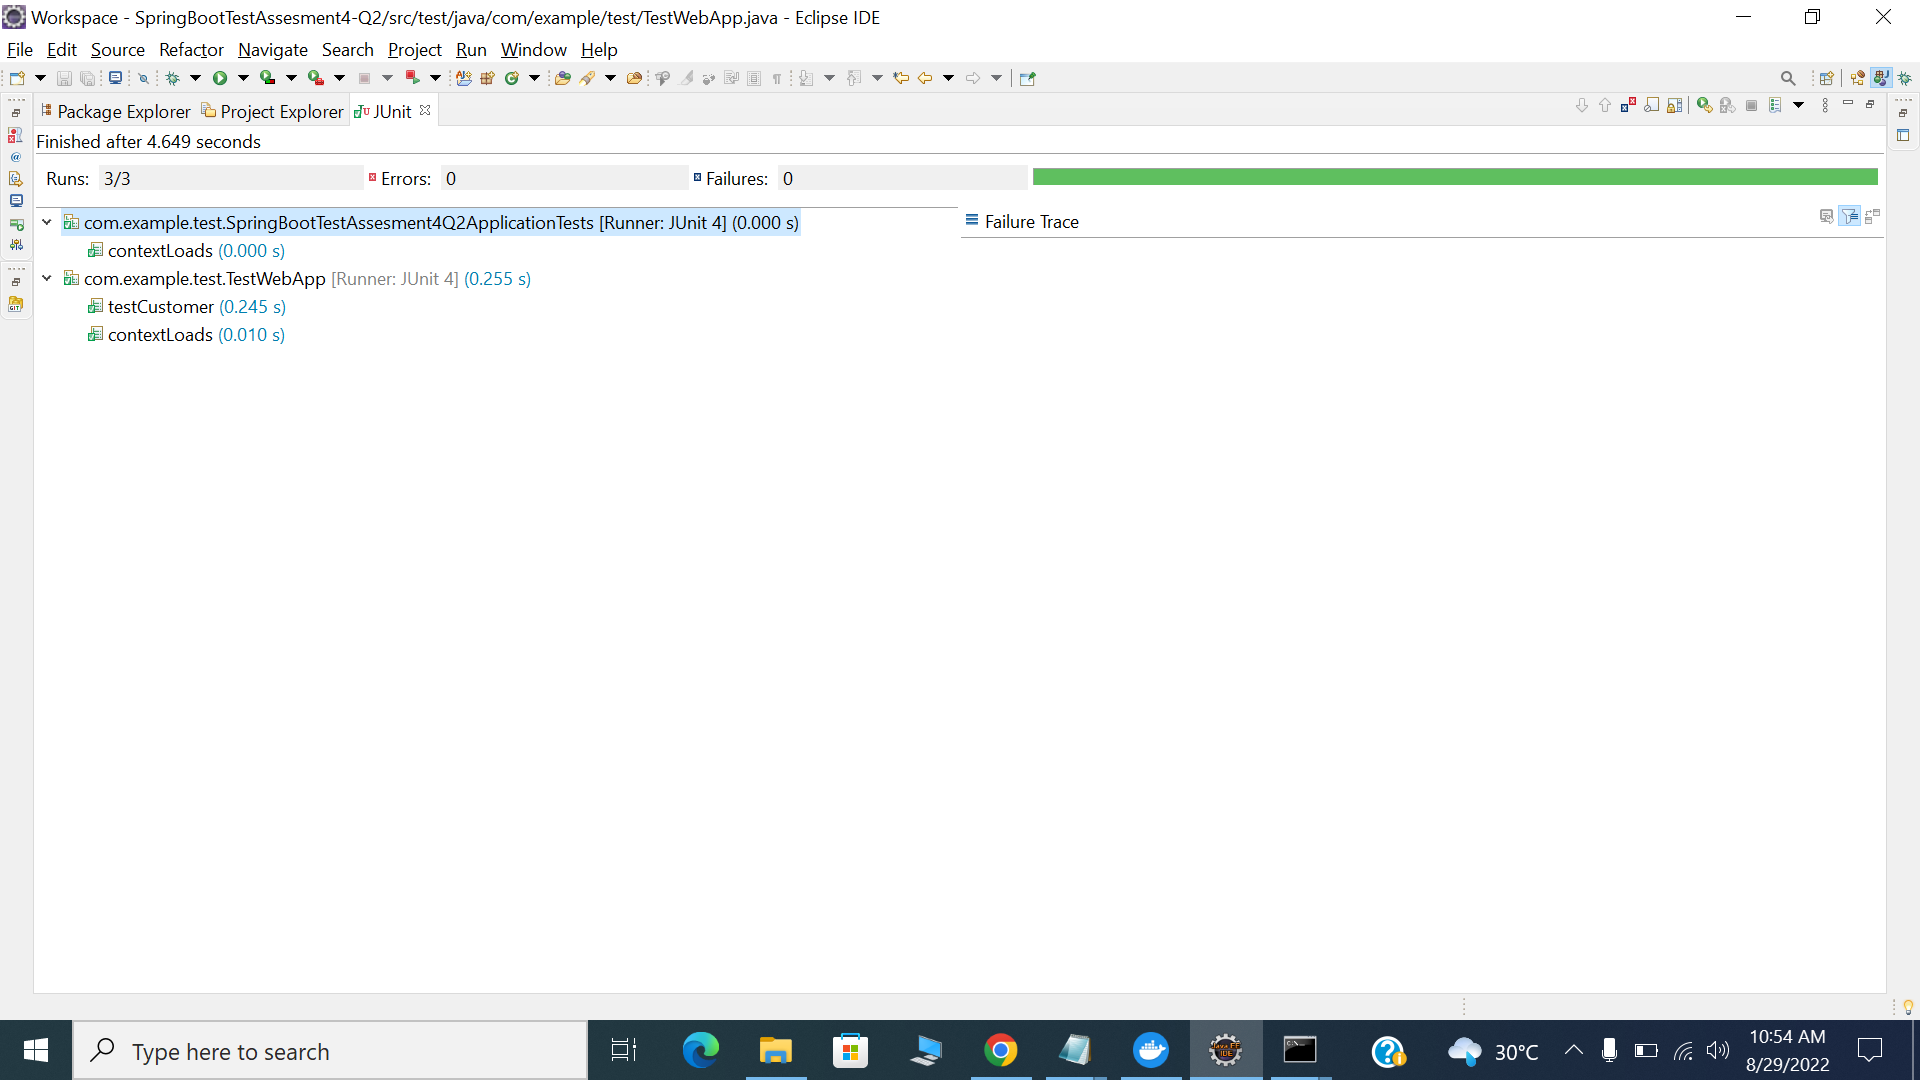 Workspace - SpringBootTestAssesment4-Q2/src/test/java/com/example/test/TestWebApp.java - Eclipse IDE
File Edit Source Refactor Navigate Search Project Run Window Help
Package Explorer Project Explorer JUnit
Finished after 4.649 seconds
Runs: 3/3 Errors: 0 Failures: 0
com.example.test.SpringBootTestAssesment4Q2ApplicationTests [Runner: JUnit 4] (0.000 s)
Failure Trace
contextLoads (0.000 s)
com.example.test.TestWebApp [Runner: JUnit 4] (0.255 s)
testCustomer (0.245 s)
contextLoads (0.010 s)
Type here to search
30°C
10:54 AM
8/29/2022